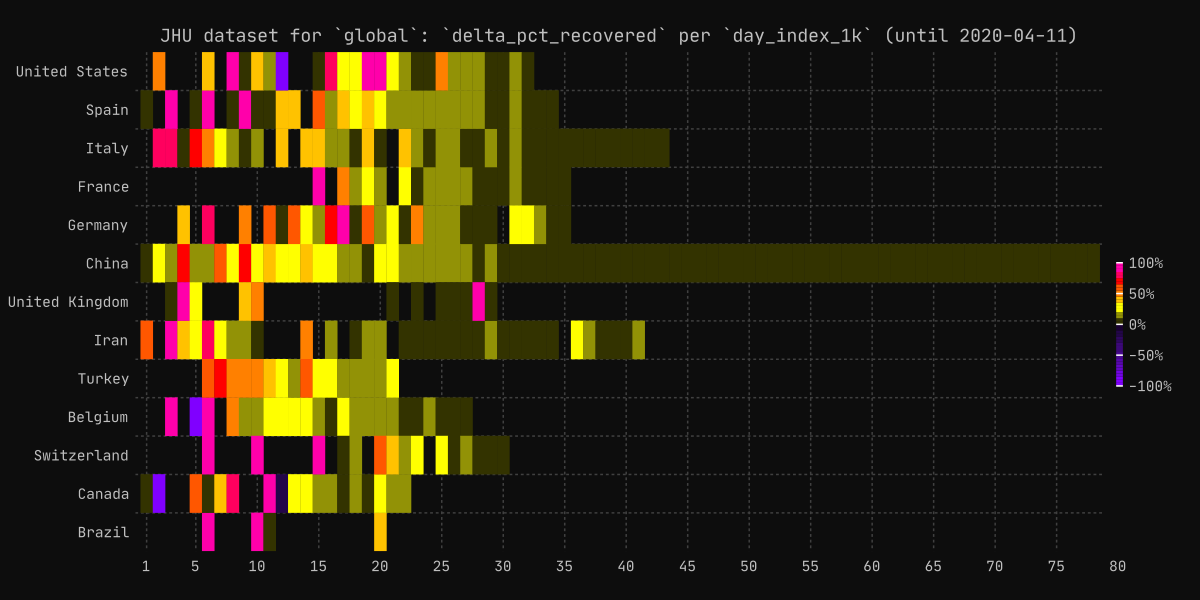 JHU dataset for `global`: `delta_pct_recovered` per `day_index_1k` (until 2020-04-11)
United States
Spain
Italy
France
Germany
China
United Kingdom
Iran
Turkey
Belgium
Switzerland
Canada
Brazil
100%
50%
0%
-50%
-100%
1 5 10 15 20 25 30 35 40 45 50 55 60 65 70 75 80